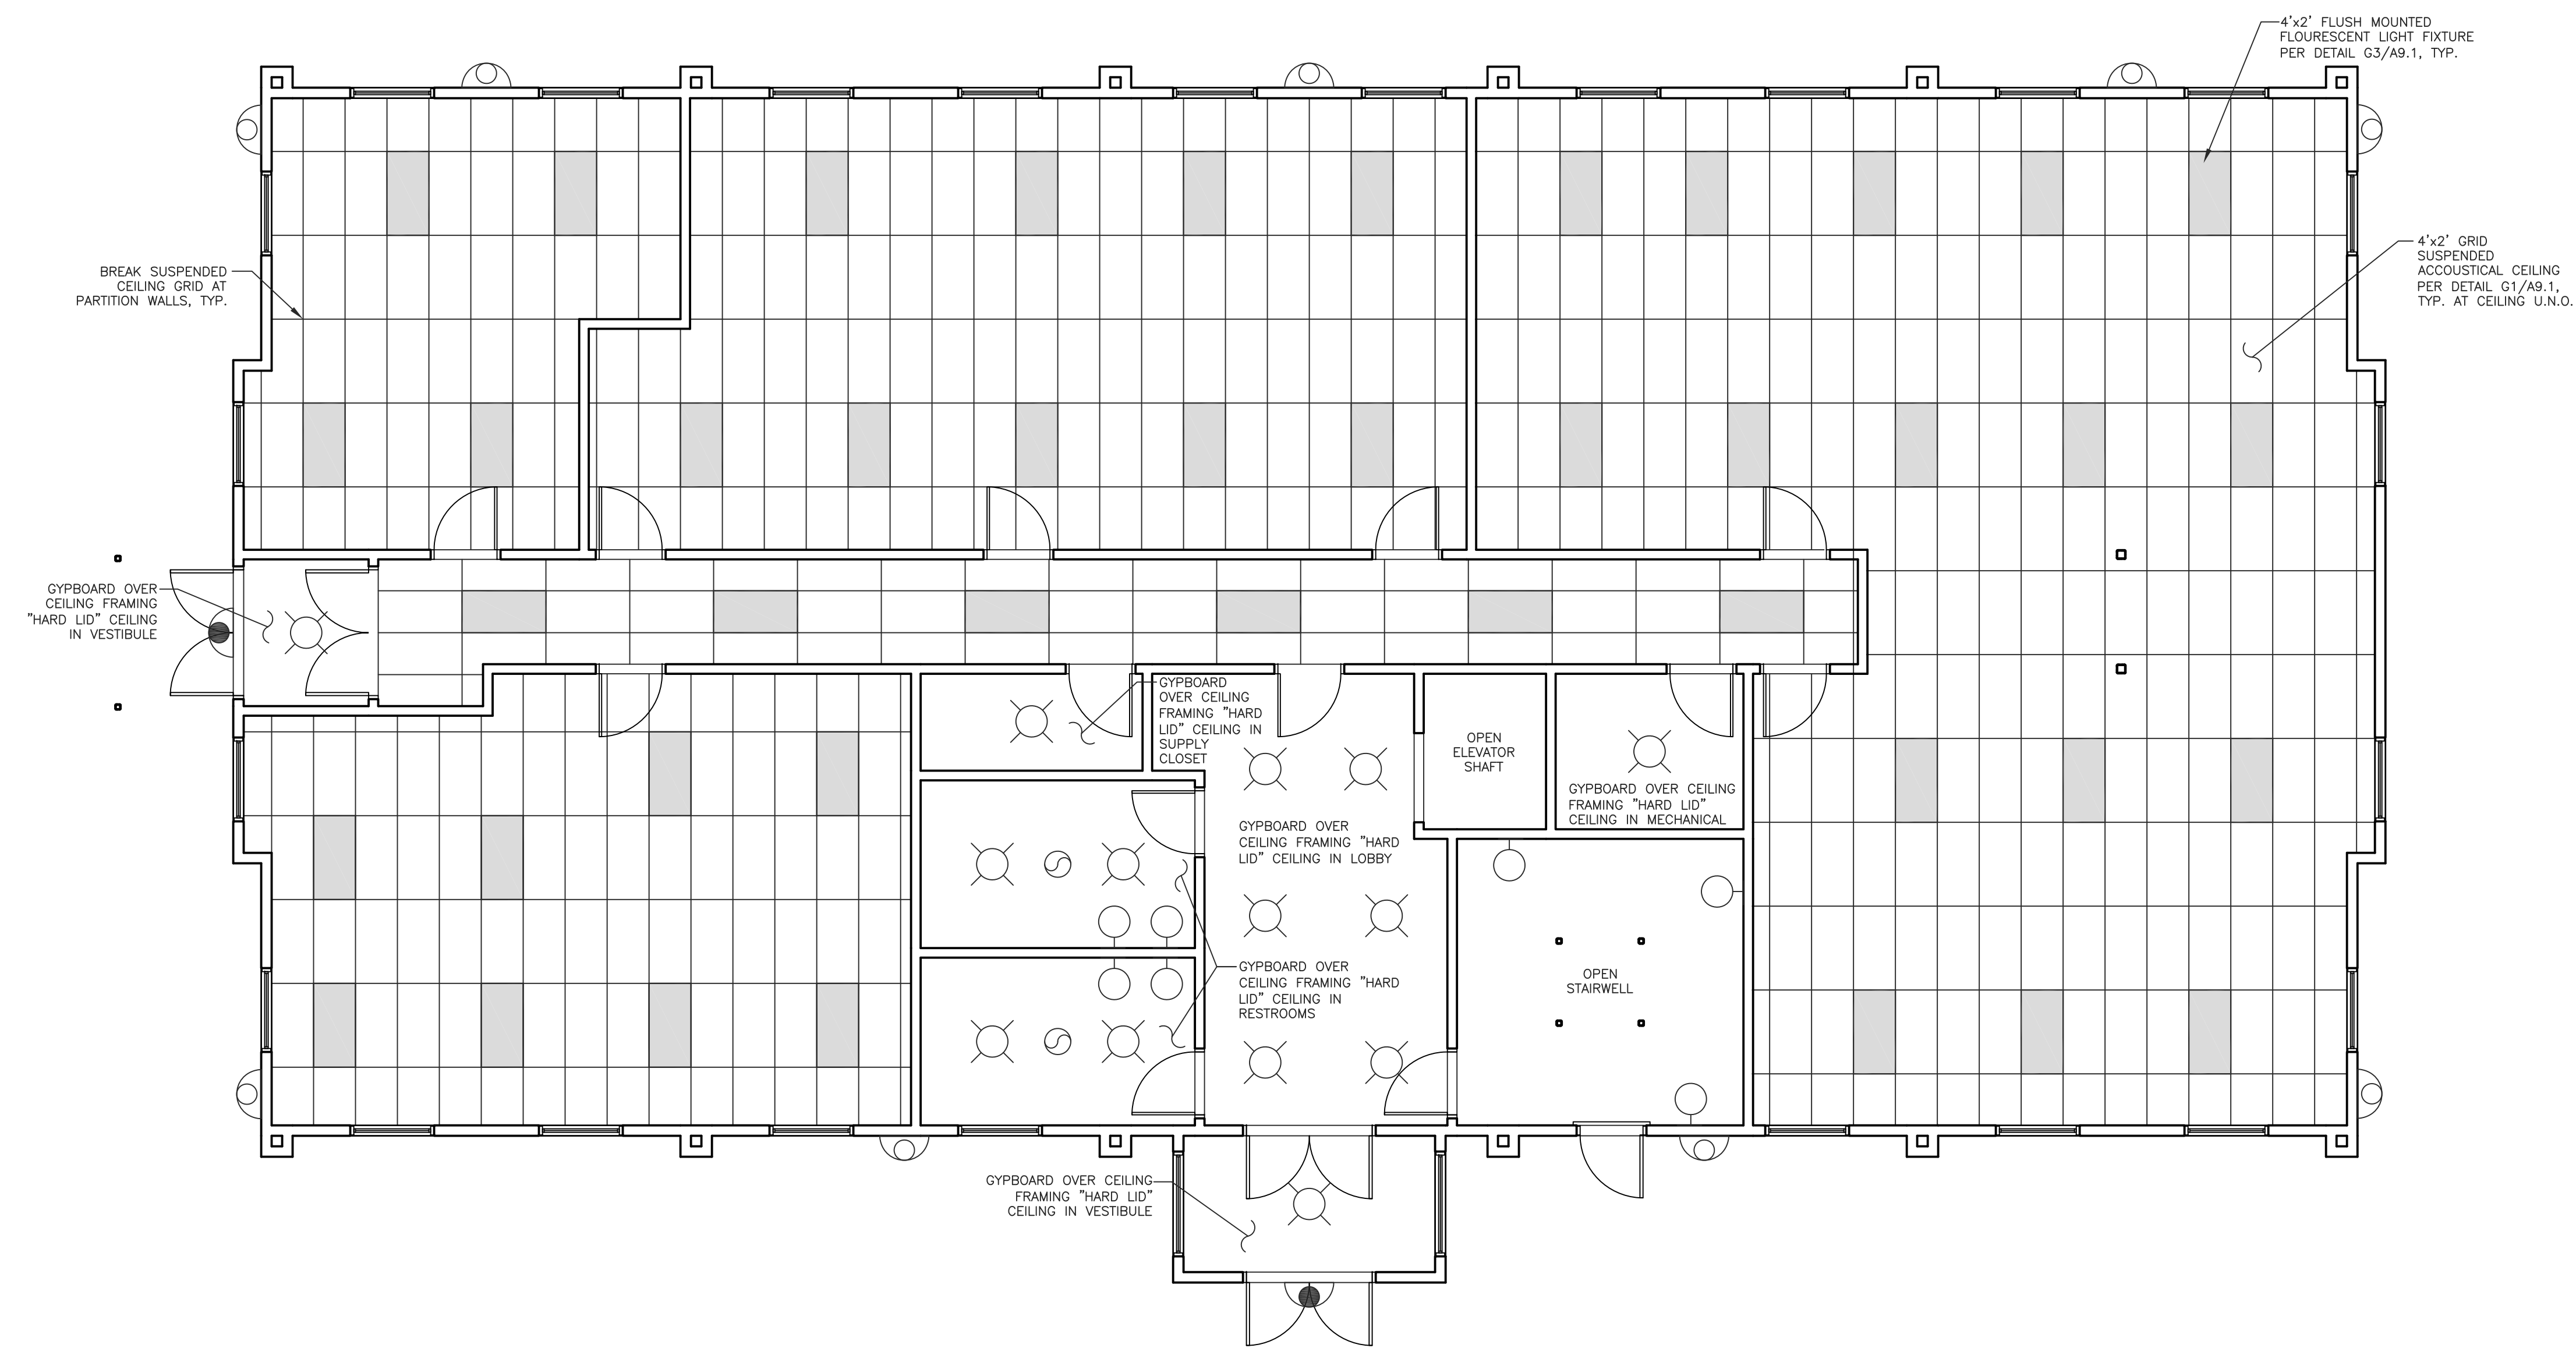 4'x2' FLUSH MOUNTED
FLOURESCENT LIGHT FIXTURE
PER DETAIL G3/A9.1, TYP.
4'x2' GRID
SUSPENDED
ACCOUSTICAL CEILING
PER DETAIL G1/A9.1,
TYP. AT CEILING U.N.O.
BREAK SUSPENDED
CEILING GRID AT
PARTITION WALLS, TYP.
GYPBOARD OVER
CEILING FRAMING
"HARD LID" CEILING
IN VESTIBULE
GYPBOARD
OVER CEILING
FRAMING "HARD
LID" CEILING IN
SUPPLY
CLOSET
OPEN
ELEVATOR
SHAFT
GYPBOARD OVER CEILING
FRAMING "HARD LID"
CEILING IN MECHANICAL
GYPBOARD OVER
CEILING FRAMING "HARD
LID" CEILING IN LOBBY
GYPBOARD OVER
CEILING FRAMING "HARD
LID" CEILING IN
RESTROOMS
OPEN
STAIRWELL
GYPBOARD OVER CEILING
FRAMING "HARD LID"
CEILING IN VESTIBULE